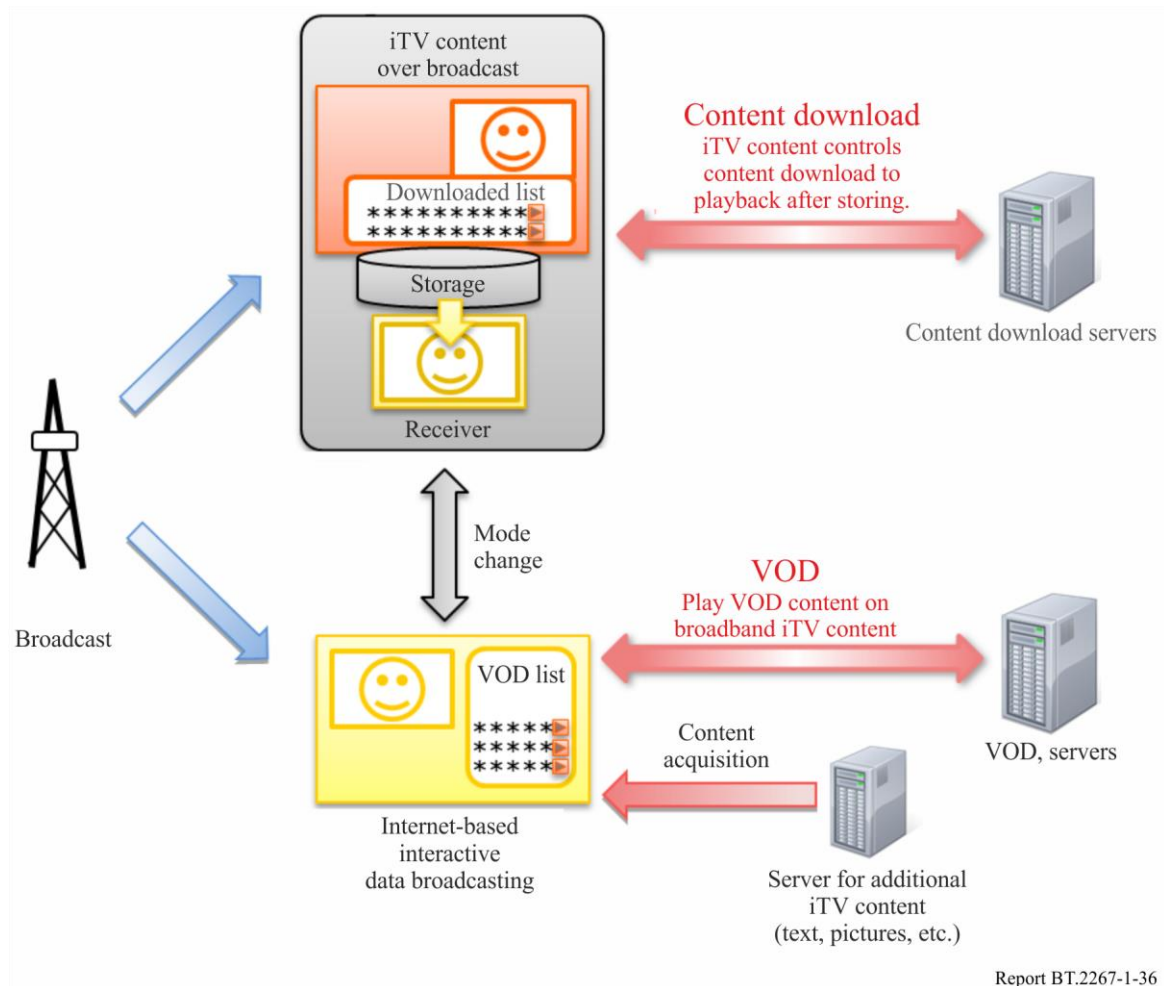 iTV content
over broadcast
Downloaded list
**********
**********
Storage
Receiver
Content download
iTV content controls
content download to
playback after storing.
Content download servers
Broadcast
Mode
change
VOD list
*****
*****
*****
Internet-based
interactive
data broadcasting
VOD
Play VOD content on
broadband iTV content
VOD, servers
Content
acquisition
Server for additional
iTV content
(text, pictures, etc.)
Report BT.2267-1-36